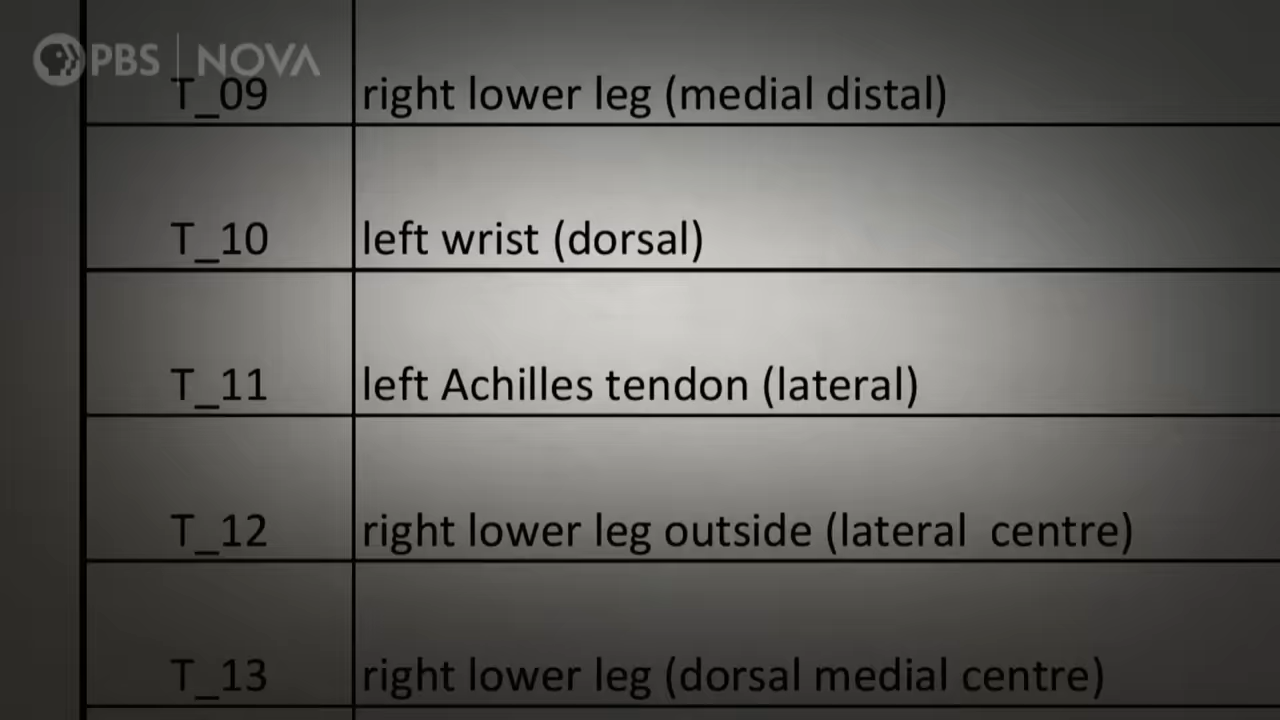 PBS | NOVA
T_09 right lower leg (medial distal)
T_10 left wrist (dorsal)
T_11 left Achilles tendon (lateral)
T_12 right lower leg outside (lateral  centre)
T_13 right lower leg (dorsal medial centre)